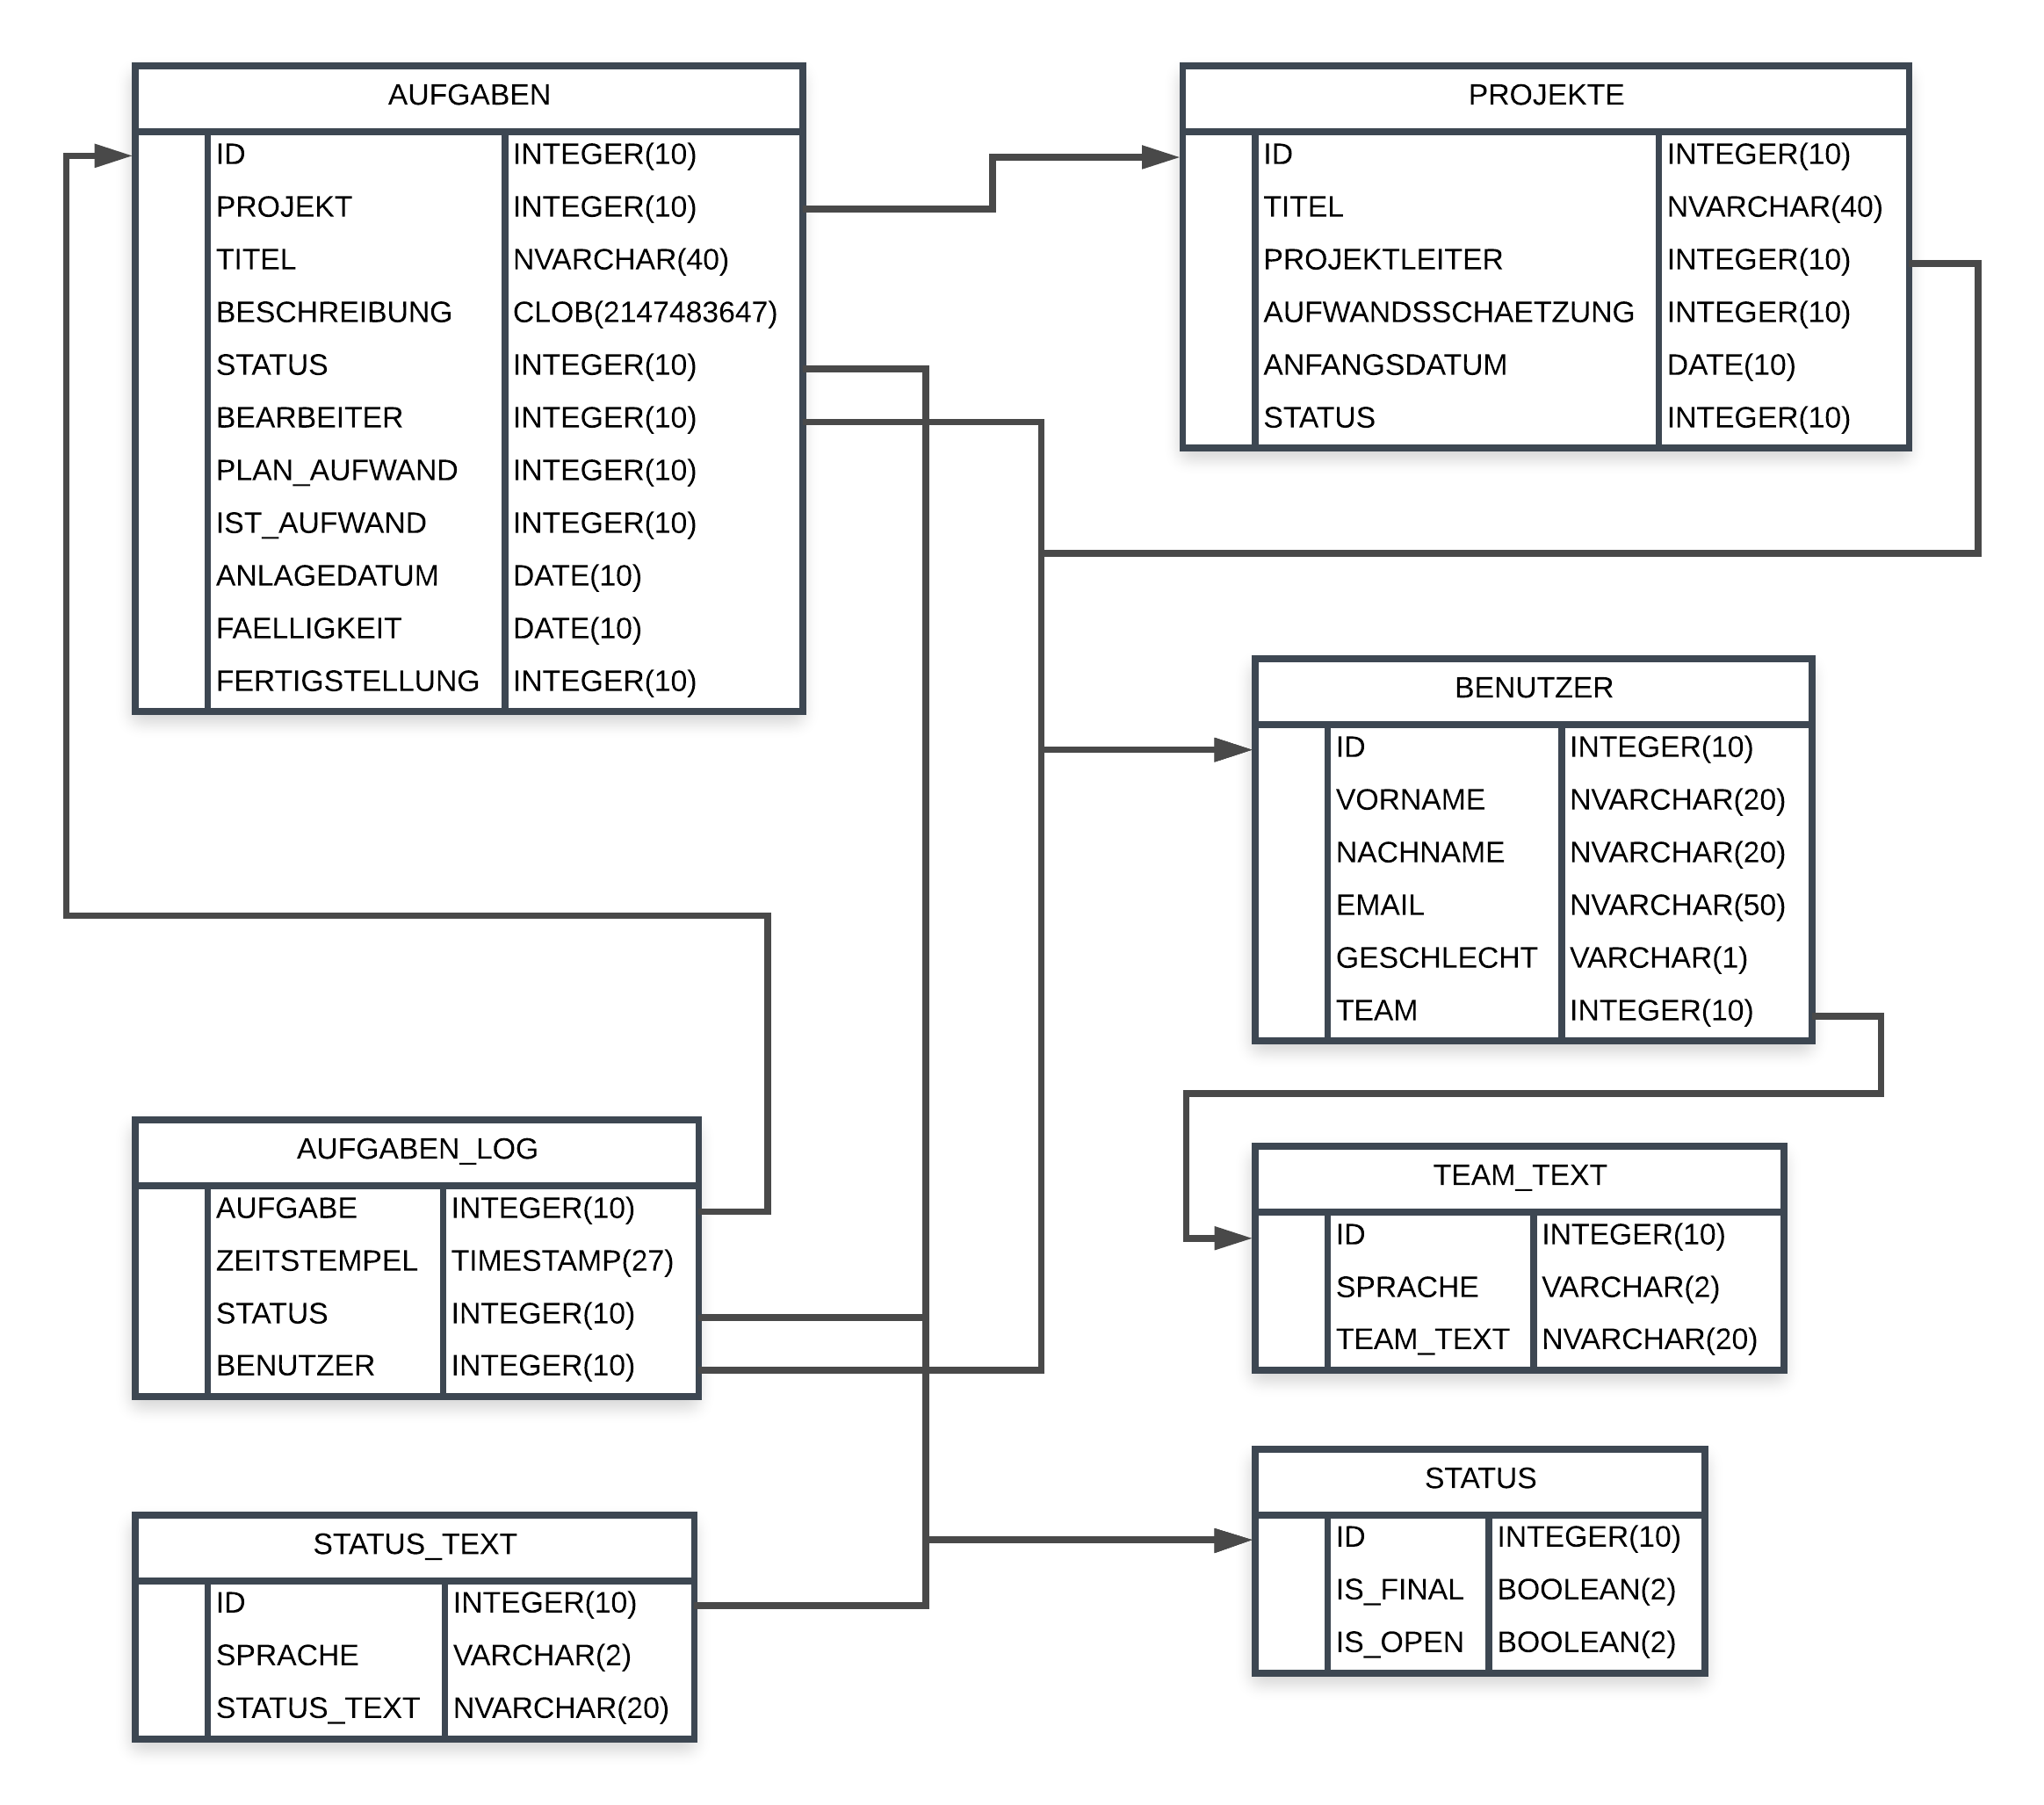 AUFGABEN
ID INTEGER(10)
PROJEKT INTEGER(10)
TITEL NVARCHAR(40)
BESCHREIBUNG CLOB(2147483647)
STATUS INTEGER(10)
BEARBEITER INTEGER(10)
PLAN_AUFWAND INTEGER(10)
IST_AUFWAND INTEGER(10)
ANLAGEDATUM DATE(10)
FAELLIGKEIT DATE(10)
FERTIGSTELLUNG INTEGER(10)
PROJEKTE
ID INTEGER(10)
TITEL NVARCHAR(40)
PROJEKTLEITER INTEGER(10)
AUFWANDSSCHAETZUNG INTEGER(10)
ANFANGSDATUM DATE(10)
STATUS INTEGER(10)
BENUTZER
ID INTEGER(10)
VORNAME NVARCHAR(20)
NACHNAME NVARCHAR(20)
EMAIL NVARCHAR(50)
GESCHLECHT VARCHAR(1)
TEAM INTEGER(10)
AUFGABEN_LOG
AUFGABE INTEGER(10)
ZEITSTEMPEL TIMESTAMP(27)
STATUS INTEGER(10)
BENUTZER INTEGER(10)
TEAM_TEXT
ID INTEGER(10)
SPRACHE VARCHAR(2)
TEAM_TEXT NVARCHAR(20)
STATUS_TEXT
ID INTEGER(10)
SPRACHE VARCHAR(2)
STATUS_TEXT NVARCHAR(20)
STATUS
ID INTEGER(10)
IS_FINAL BOOLEAN(2)
IS_OPEN BOOLEAN(2)